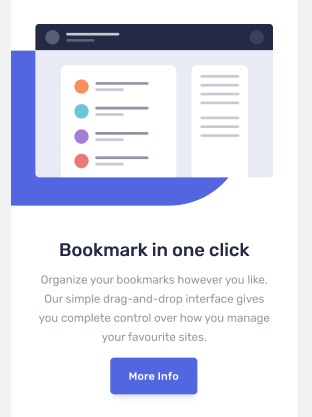 Bookmark in one click
Organize your bookmarks however you like.
Our simple drag-and-drop interface gives
you complete control over how you manage
your favourite sites.
More Info